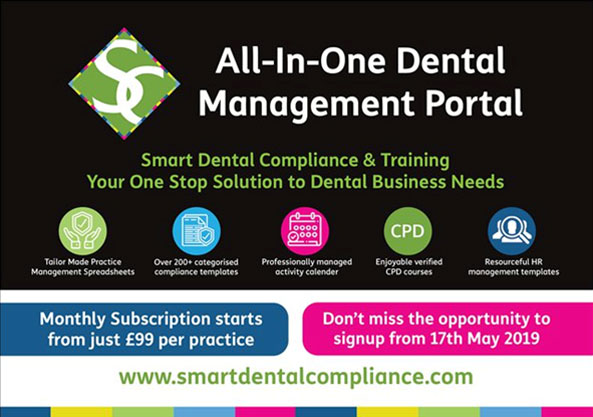 SC
All-In-One Dental
Management Portal
Smart Dental Compliance & Training
Your One Stop Solution to Dental Business Needs
CPD
Tailor Made Practice
Management Spreadsheets
Over 200+ categorised
compliance templates
Professionally managed
activity calender
Enjoyable verified
CPD courses
Resourceful HR
management templates
Monthly Subscription starts
from just £99 per practice
Don't miss the opportunity to
signup from 17th May 2019
www.smartdentalcompliance.com